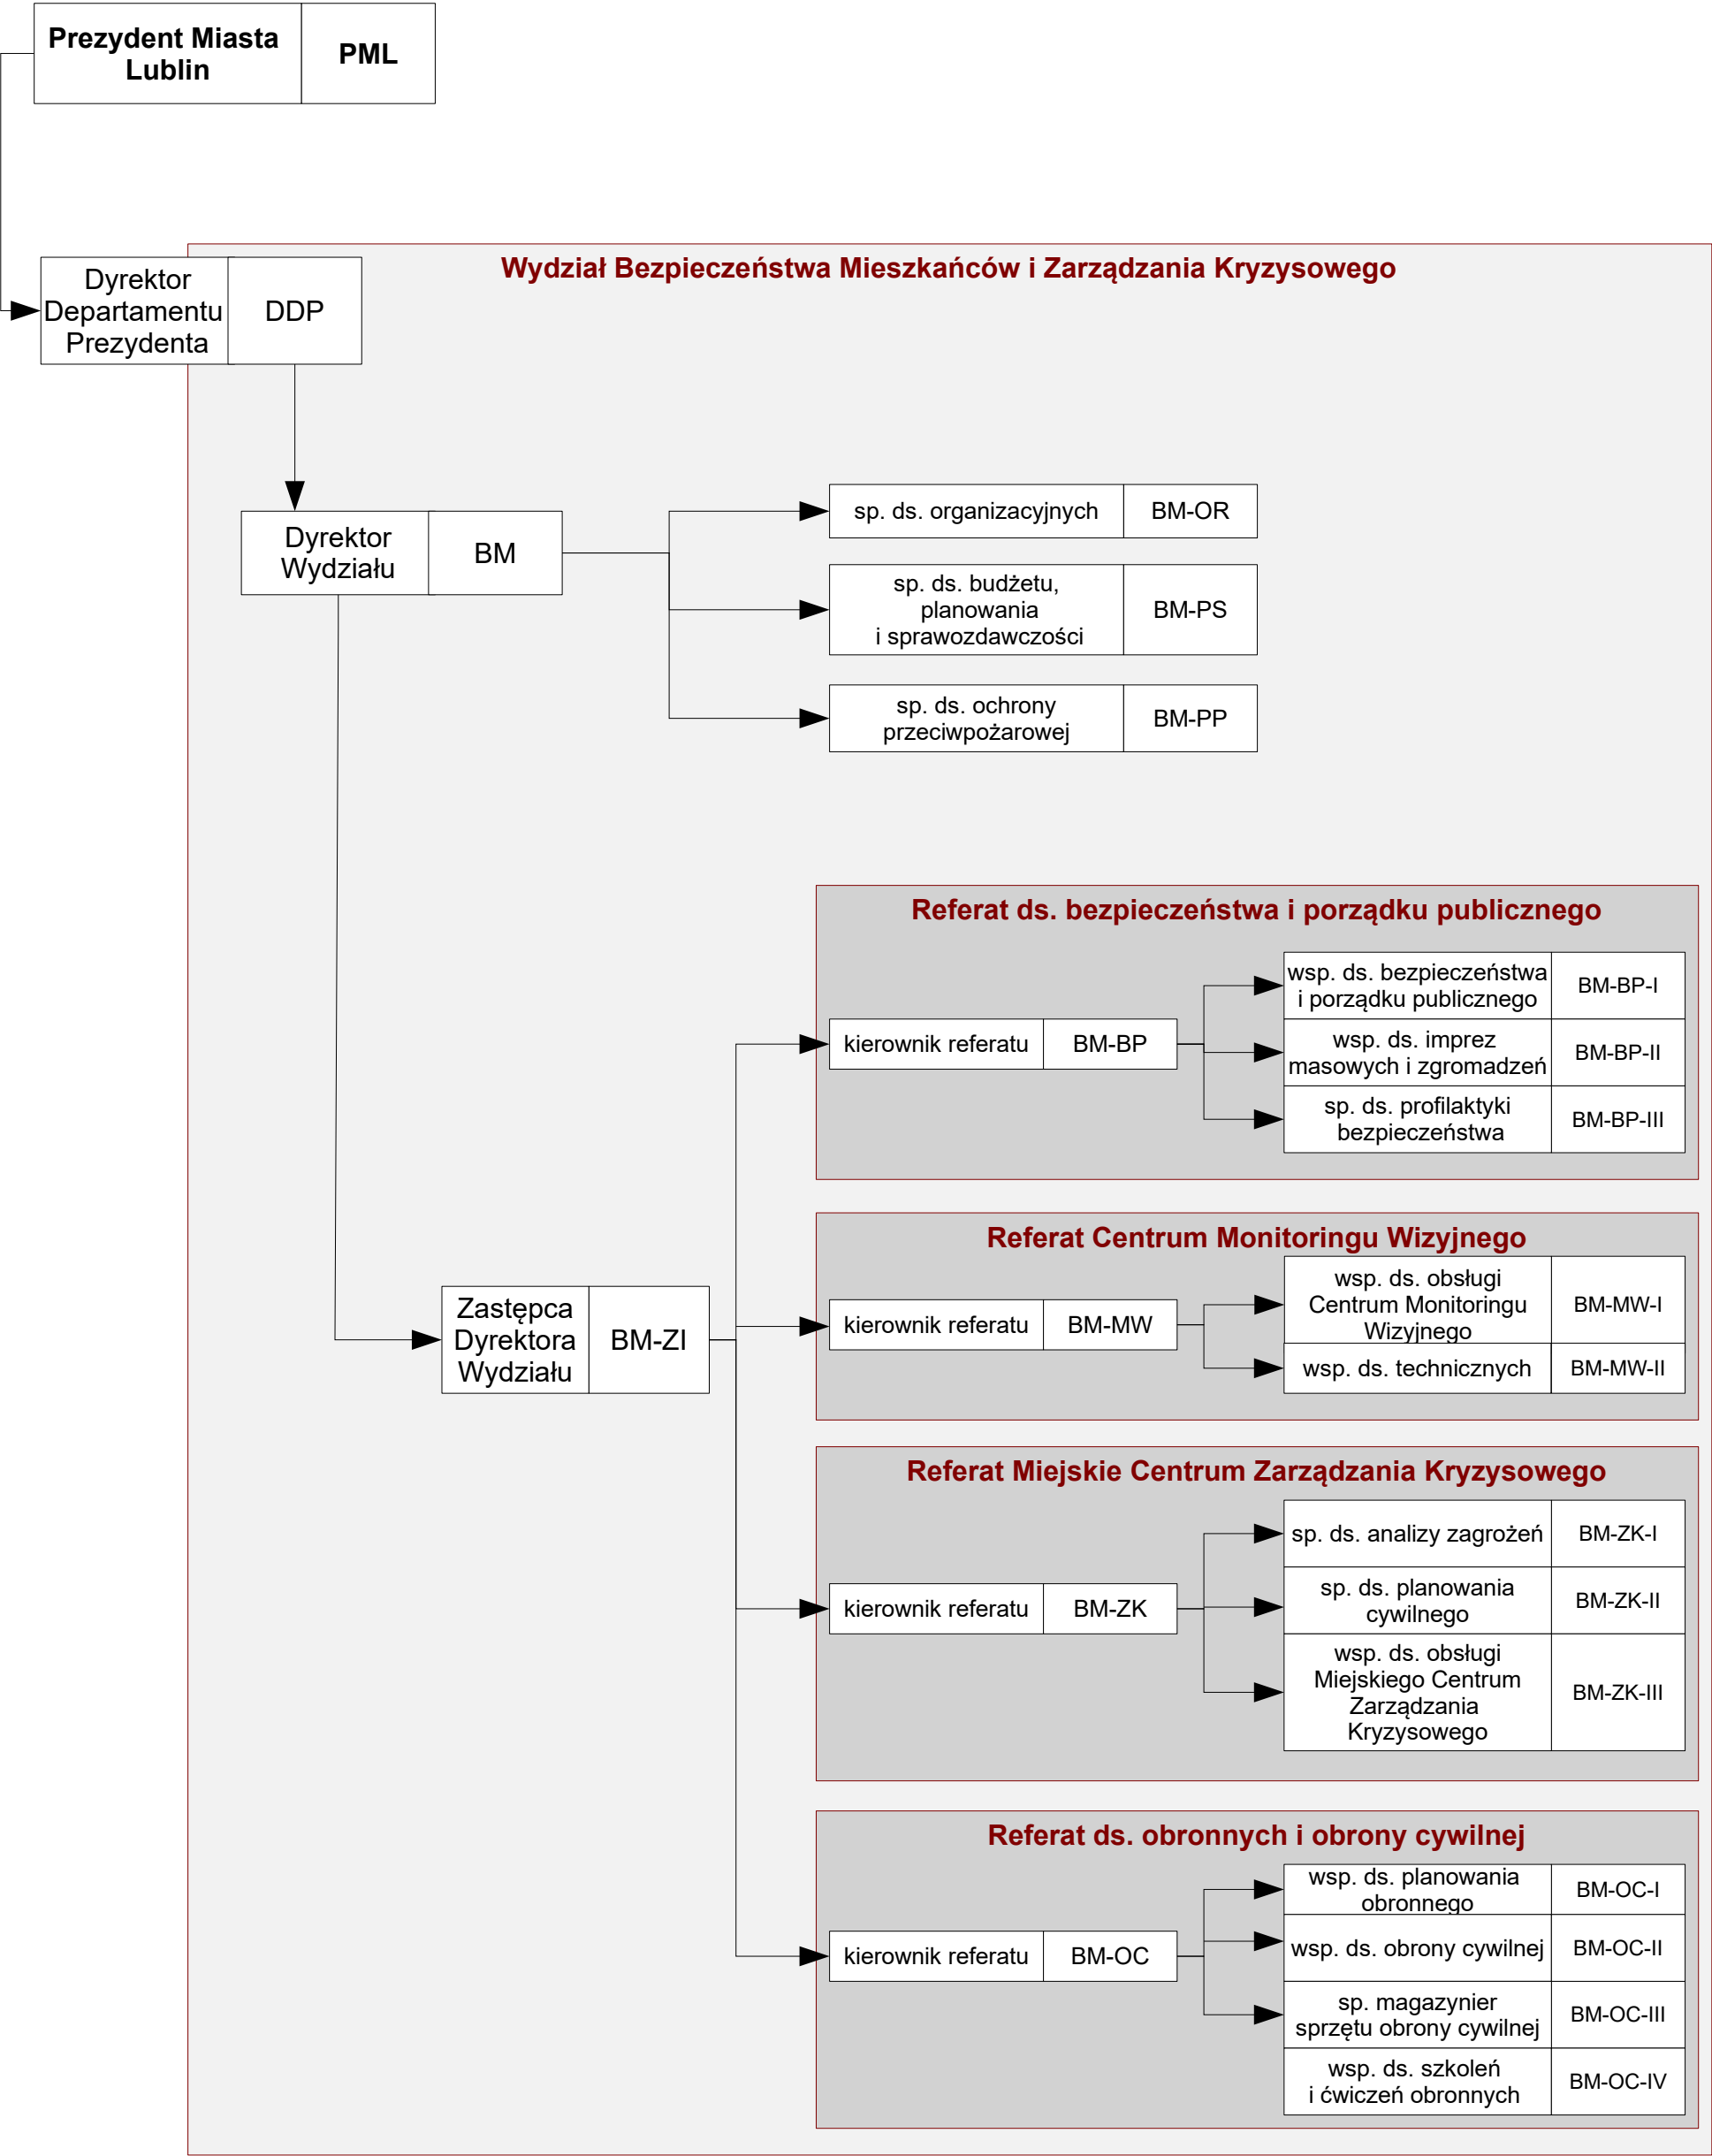 Prezydent Miasta
Lublin
PML
Wydział Bezpieczeństwa Mieszkańców i Zarządzania Kryzysowego
Dyrektor
Departamentu
Prezydenta
DDP
Dyrektor
Wydziału
BM
sp. ds. organizacyjnych
BM-OR
sp. ds. budżetu,
planowania
i sprawozdawczości
BM-PS
sp. ds. ochrony
przeciwpożarowej
BM-PP
Zastępca
Dyrektora
Wydziału
BM-ZI
Referat ds. bezpieczeństwa i porządku publicznego
kierownik referatu
BM-BP
wsp. ds. bezpieczeństwa
i porządku publicznego
BM-BP-I
wsp. ds. imprez
masowych i zgromadzeń
BM-BP-II
sp. ds. profilaktyki
bezpieczeństwa
BM-BP-III
Referat Centrum Monitoringu Wizyjnego
kierownik referatu
BM-MW
wsp. ds. obsługi
Centrum Monitoringu
Wizyjnego
BM-MW-I
wsp. ds. technicznych
BM-MW-II
Referat Miejskie Centrum Zarządzania Kryzysowego
kierownik referatu
BM-ZK
sp. ds. analizy zagrożeń
BM-ZK-I
sp. ds. planowania
cywilnego
BM-ZK-II
wsp. ds. obsługi
Miejskiego Centrum
Zarządzania
Kryzysowego
BM-ZK-III
Referat ds. obronnych i obrony cywilnej
kierownik referatu
BM-OC
wsp. ds. planowania
obronnego
BM-OC-I
wsp. ds. obrony cywilnej
BM-OC-II
sp. magazynier
sprzętu obrony cywilnej
BM-OC-III
wsp. ds. szkoleń
i ćwiczeń obronnych
BM-OC-IV